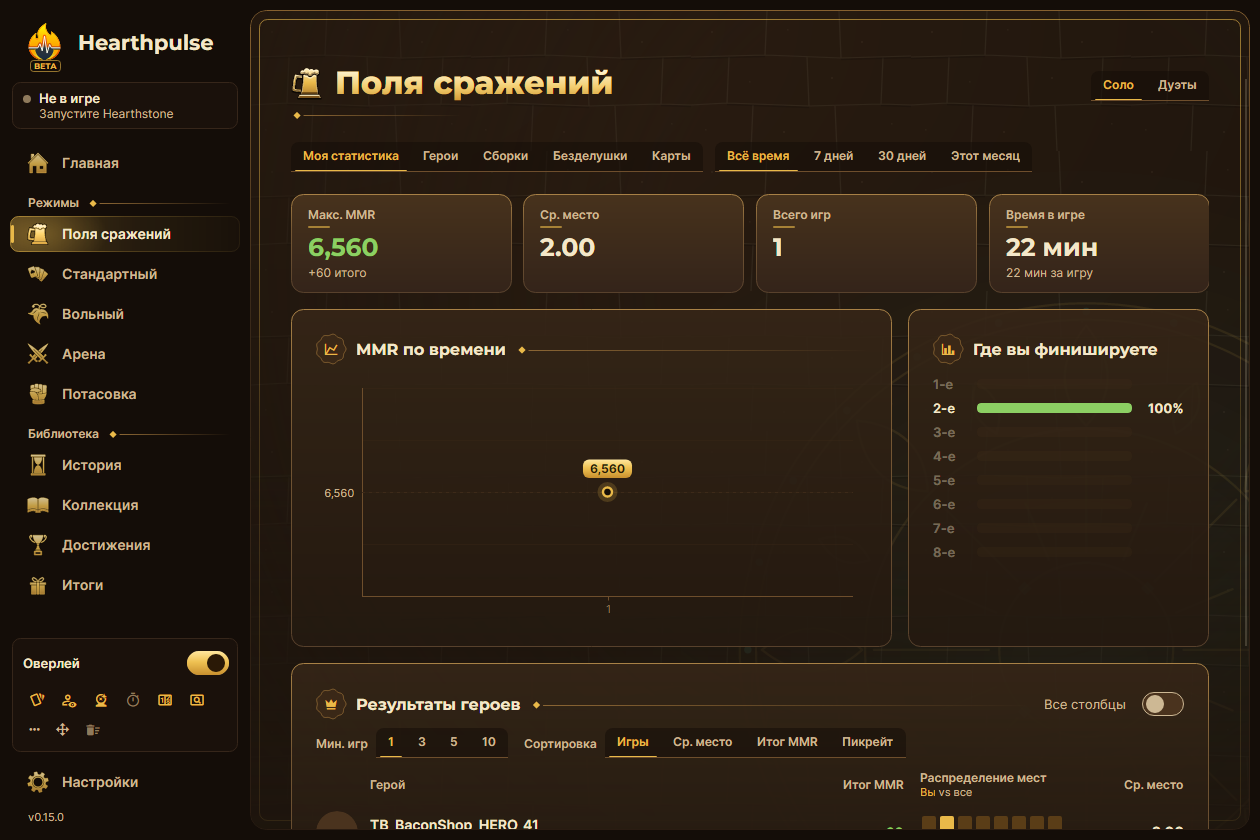 Hearthpulse
BETA
Не в игре
Запустите Hearthstone
Главная
Режимы
Поля сражений
Стандартный
Вольный
Арена
Потасовка
Библиотека
История
Коллекция
Достижения
Итоги
Оверлей
Настройки
v0.15.0
Поля сражений
Соло Дуэты
Моя статистика Герои Сборки Безделушки Карты Всё время 7 дней 30 дней Этот месяц
Макс. MMR
6,560
+60 итого
Ср. место
2.00
Всего игр
1
Время в игре
22 мин
22 мин за игру
MMR по времени
6,560
6,560
1
Где вы финишируете
1-е
2-е 100%
3-е
4-е
5-е
6-е
7-е
8-е
Результаты героев
Все столбцы
Мин. игр 1 3 5 10 Сортировка Игры Ср. место Итог MMR Пикрейт
Герой Итог MMR Распределение мест Ср. место
Вы vs все
TB_BaconShop_HERO_41